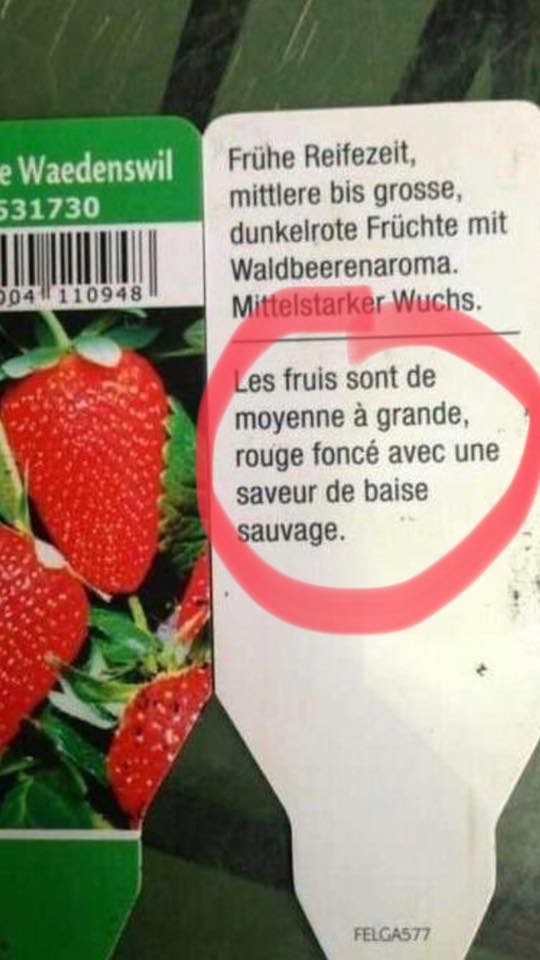 e Waedenswil
531730
004 110948
Frühe Reifezeit,
mittlere bis grosse,
dunkelrote Früchte mit
Waldbeerenaroma.
Mittelstarker Wuchs.
Les fruis sont de
moyenne à grande,
rouge foncé avec une
saveur de baise
sauvage.
FELGA577